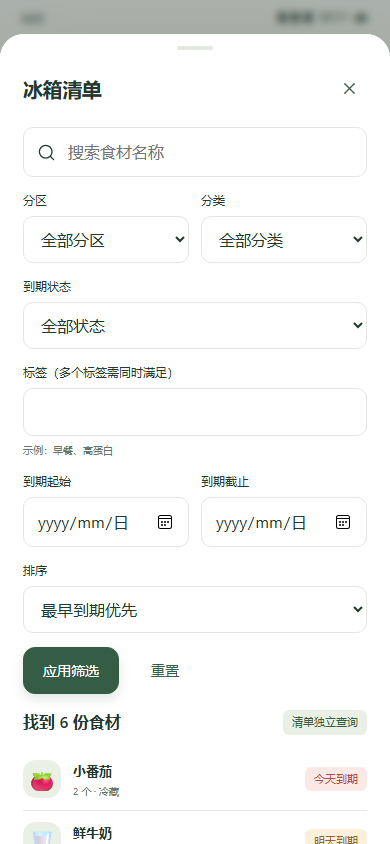 冰箱清单
搜索食材名称
分区 分类
全部分区 全部分类
到期状态
全部状态
标签（多个标签需同时满足）
示例：早餐、高蛋白
到期起始 到期截止
yyyy/mm/日 yyyy/mm/日
排序
最早到期优先
应用筛选 重置
找到 6 份食材 清单独立查询
小番茄 今天到期
2 个 · 冷藏
鲜牛奶 明天到期